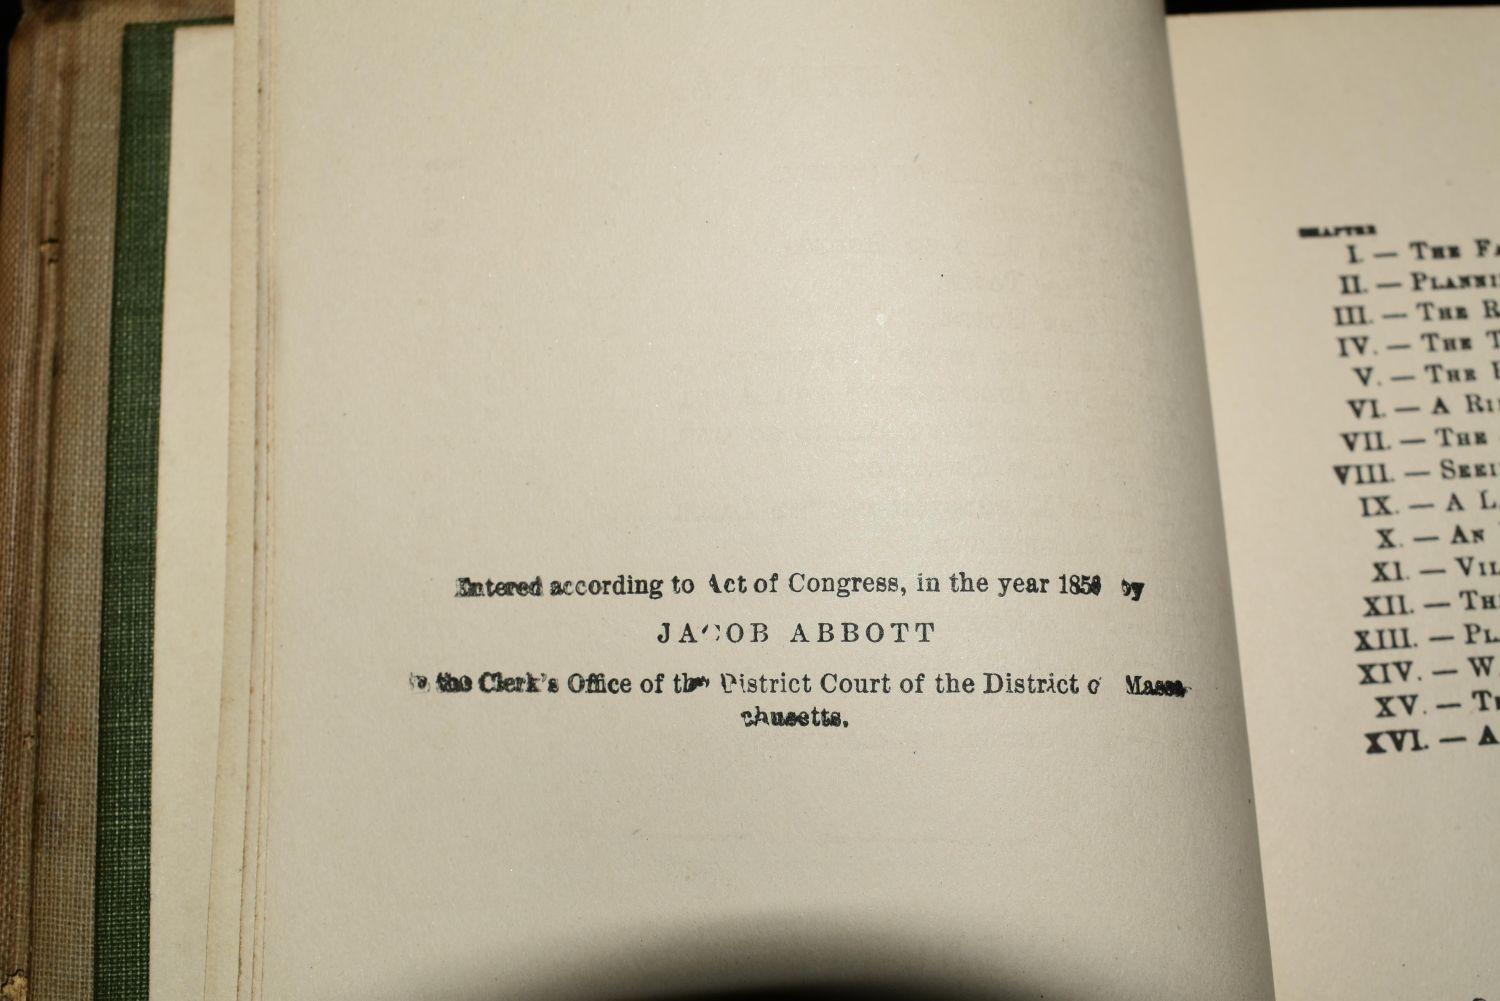 Entered according to Act of Congress, in the year by
JACOB ABBOTT
the Clerk's Office of the District Court of the District of Massa
chusetts.
CHAPTER
I. — THE
II. —
III. — THE
IV. — THE
V. — THE
VI. — A
VII. — THE
VIII. —
IX. — A
X. — AN
XI. —
XII. —
XIII. —
XIV. —
XV. —
XVI. — A